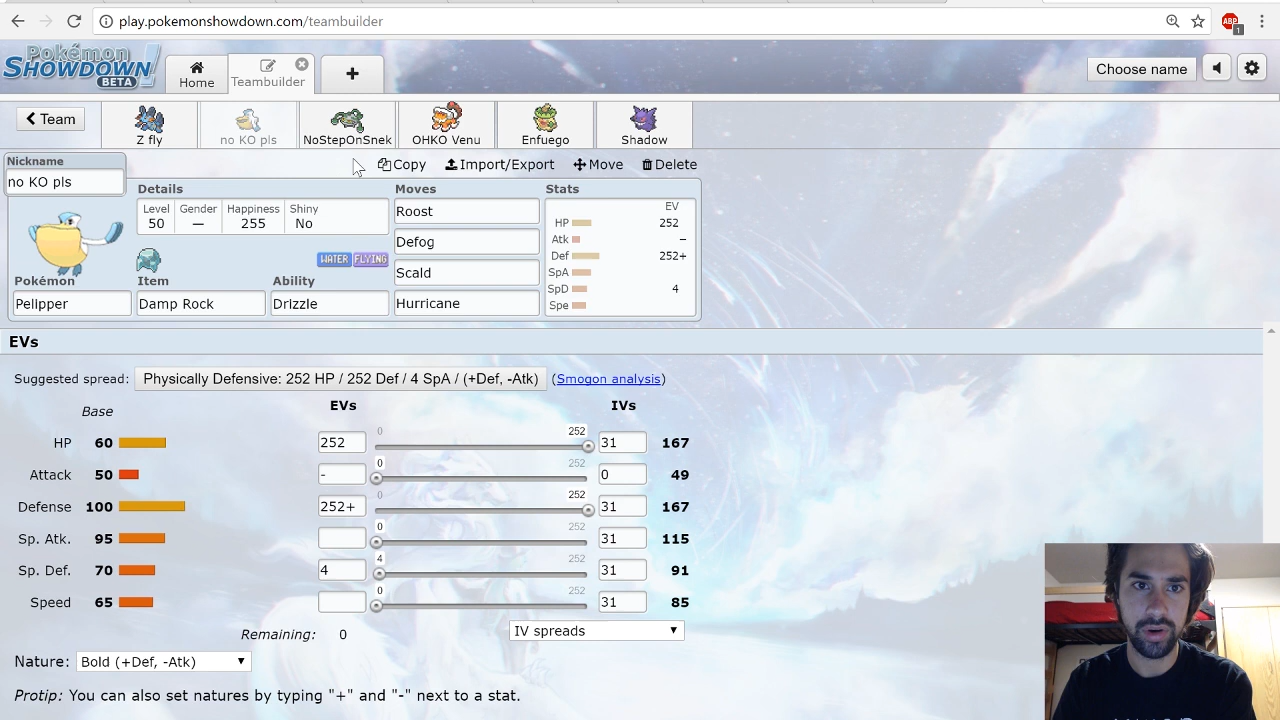 play.pokemonshowdown.com/teambuilder
ABP
1
Pokémon
SHOWDOWN
BETA
Home
Teambuilder
+
Choose name
Team
Z fly
no KO pls
NoStepOnSnek
OHKO Venu
Enfuego
Shadow
Copy
Import/Export
Move
Delete
Nickname
no KO pls
Details
Level
Gender
Happiness
Shiny
50
—
255
No
WATER FLYING
Pokémon
Pelipper
Item
Damp Rock
Ability
Drizzle
Moves
Roost
Defog
Scald
Hurricane
Stats
EV
HP 252
Atk –
Def 252+
SpA
SpD 4
Spe
EVs
Suggested spread: Physically Defensive: 252 HP / 252 Def / 4 SpA / (+Def, -Atk) (Smogon analysis)
Base EVs IVs
HP 60 252 0 252 31 167
Attack 50 - 0 252 0 49
Defense 100 252+ 0 252 31 167
Sp. Atk. 95 0 252 31 115
Sp. Def. 70 4 4 252 31 91
Speed 65 0 252 31 85
Remaining: 0 IV spreads
Nature: Bold (+Def, -Atk)
Protip: You can also set natures by typing "+" and "-" next to a stat.